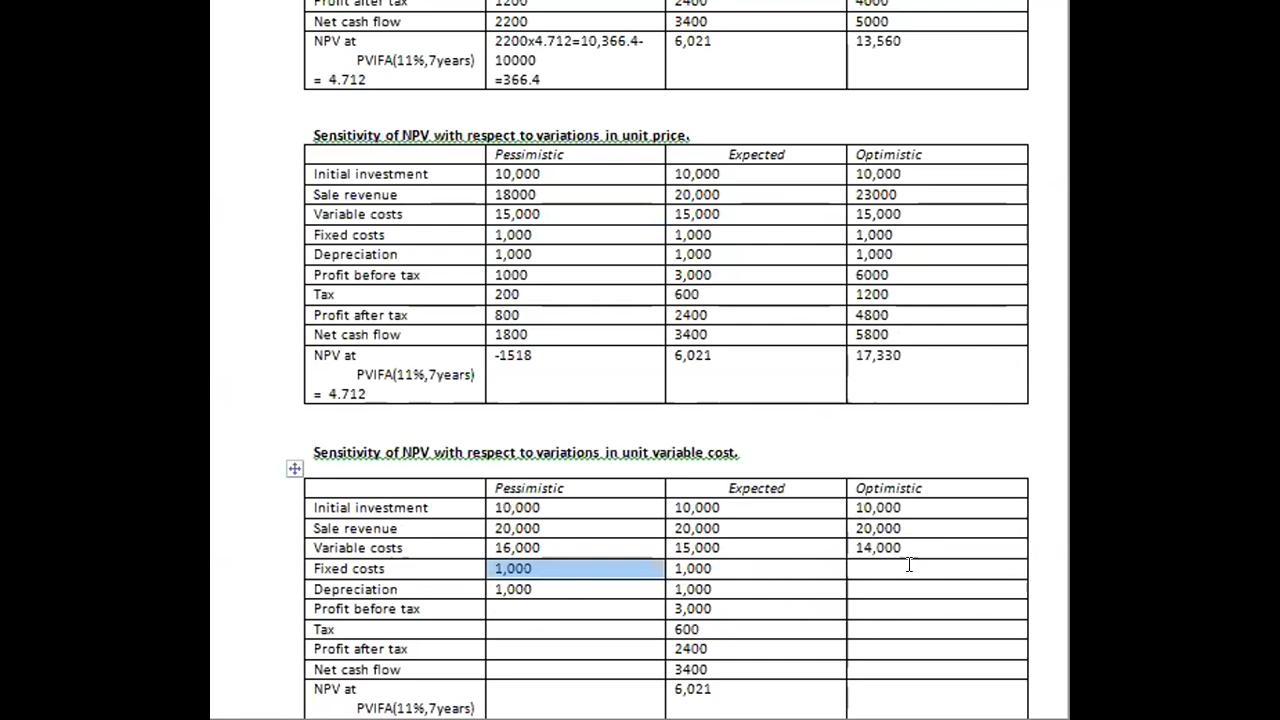 Profit after tax 1200 2400 4000
Net cash flow 2200 3400 5000
NPV at 2200x4.712=10,366.4- 6,021 13,560
PVIFA(11%,7years) 10000
= 4.712 =366.4
Sensitivity of NPV with respect to variations in unit price.
Pessimistic Expected Optimistic
Initial investment 10,000 10,000 10,000
Sale revenue 18000 20,000 23000
Variable costs 15,000 15,000 15,000
Fixed costs 1,000 1,000 1,000
Depreciation 1,000 1,000 1,000
Profit before tax 1000 3,000 6000
Tax 200 600 1200
Profit after tax 800 2400 4800
Net cash flow 1800 3400 5800
NPV at -1518 6,021 17,330
PVIFA(11%,7years)
= 4.712
Sensitivity of NPV with respect to variations in unit variable cost.
Pessimistic Expected Optimistic
Initial investment 10,000 10,000 10,000
Sale revenue 20,000 20,000 20,000
Variable costs 16,000 15,000 14,000
Fixed costs 1,000 1,000
Depreciation 1,000 1,000
Profit before tax 3,000
Tax 600
Profit after tax 2400
Net cash flow 3400
NPV at 6,021
PVIFA(11%,7years)